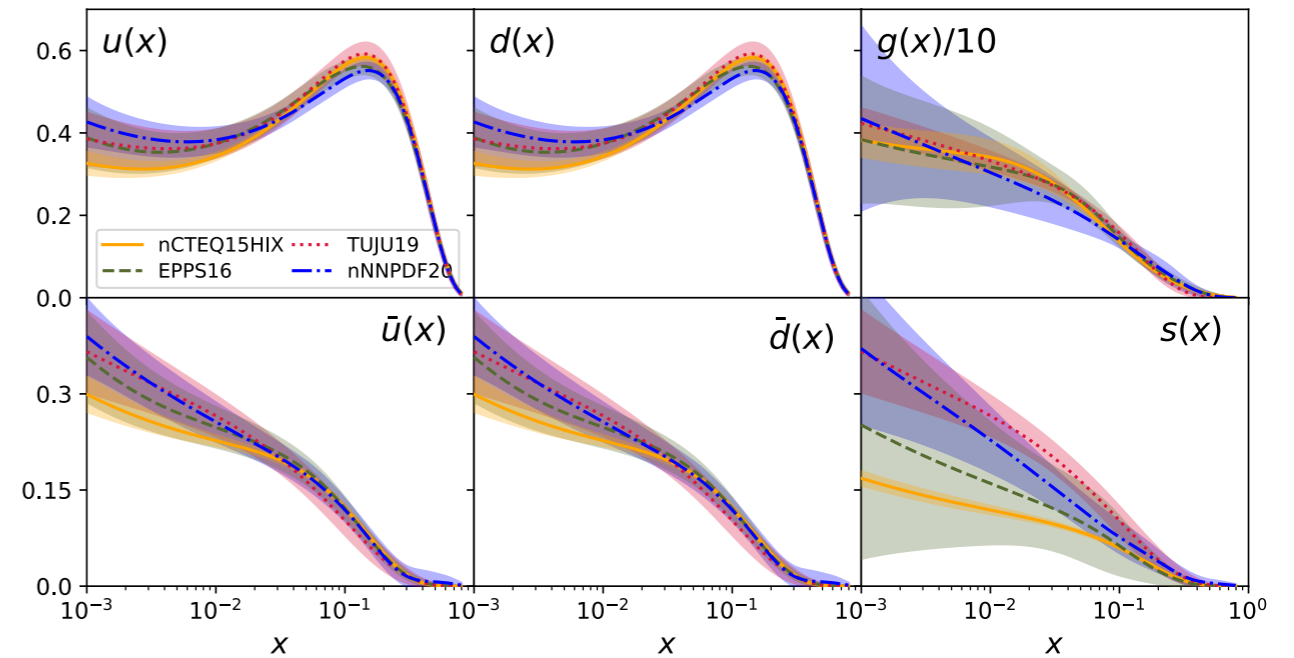 u(x)
d(x)
g(x)/10
0.6
0.4
0.2
0.0
nCTEQ15HIX
TUJU19
EPPS16
nNNPDF20
ū(x)
d̄(x)
s(x)
0.3
0.15
0.0
10⁻³ 10⁻² 10⁻¹ 10⁻³ 10⁻² 10⁻¹ 10⁻³ 10⁻² 10⁻¹ 10⁰
x x x